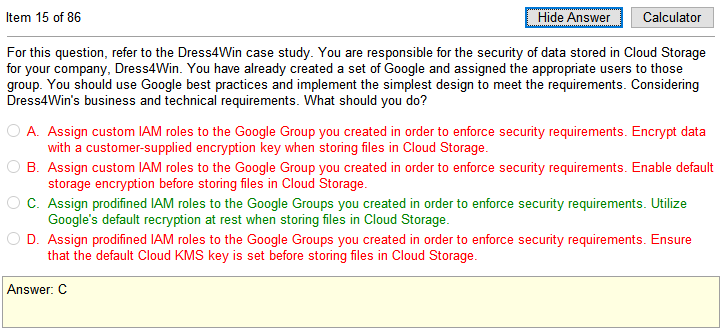 Item 15 of 86
Hide Answer
Calculator
For this question, refer to the Dress4Win case study. You are responsible for the security of data stored in Cloud Storage
for your company, Dress4Win. You have already created a set of Google and assigned the appropriate users to those
group. You should use Google best practices and implement the simplest design to meet the requirements. Considering
Dress4Win's business and technical requirements. What should you do?
A. Assign custom IAM roles to the Google Group you created in order to enforce security requirements. Encrypt data
with a customer-supplied encryption key when storing files in Cloud Storage.
B. Assign custom IAM roles to the Google Group you created in order to enforce security requirements. Enable default
storage encryption before storing files in Cloud Storage.
C. Assign prodifined IAM roles to the Google Groups you created in order to enforce security requirements. Utilize
Google's default recryption at rest when storing files in Cloud Storage.
D. Assign prodifined IAM roles to the Google Groups you created in order to enforce security requirements. Ensure
that the default Cloud KMS key is set before storing files in Cloud Storage.
Answer: C